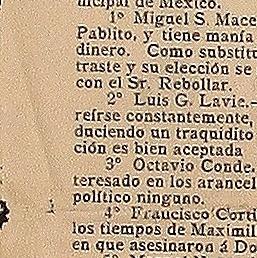 nicipal de México.
1° Miguel S. Mace
Pablito, y tiene manía
dinero. Como substitu
traste y su elección se
con el Sr. Rebollar.
2° Luis G. Lavie.—
reírse constantemente,
duciendo un traquidito
ción es bien aceptada
3° Octavio Conde.
teresado en los arancel
político ninguno.
4° Francisco Corti
los tiempos de Maximil
en que asesinaron á Do